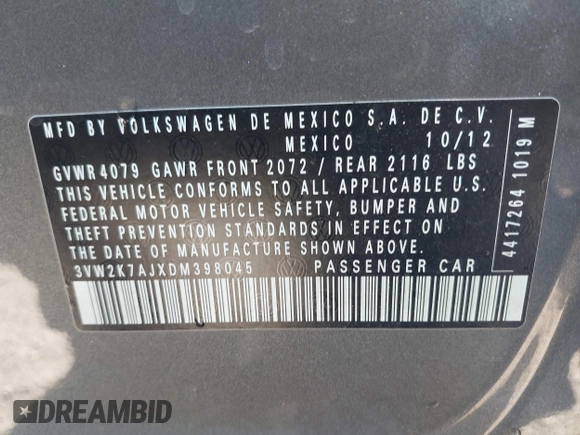 MFD BY VOLKSWAGEN DE MEXICO S.A. DE C.V.
MEXICO 10/12
GVWR 4079 GAWR FRONT 2072 / REAR 2116 LBS
THIS VEHICLE CONFORMS TO ALL APPLICABLE U.S.
FEDERAL MOTOR VEHICLE SAFETY, BUMPER AND
THEFT PREVENTION STANDARDS IN EFFECT ON
THE DATE OF MANUFACTURE SHOWN ABOVE.
3VW2K7AJXDM398045 PASSENGER CAR
4417264 1019 M
DREAMBID